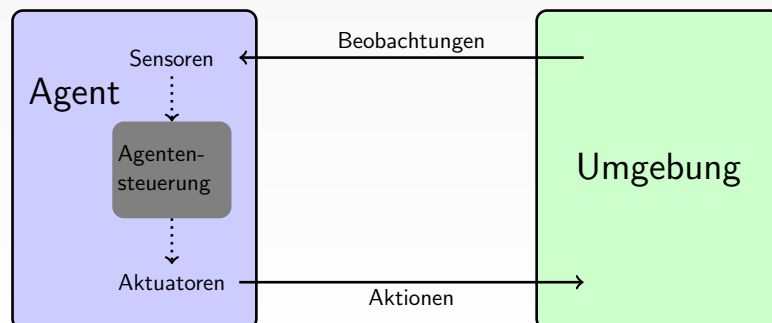 Beobachtungen
Sensoren
Agent
Agenten-
steuerung
Umgebung
Aktuatoren
Aktionen